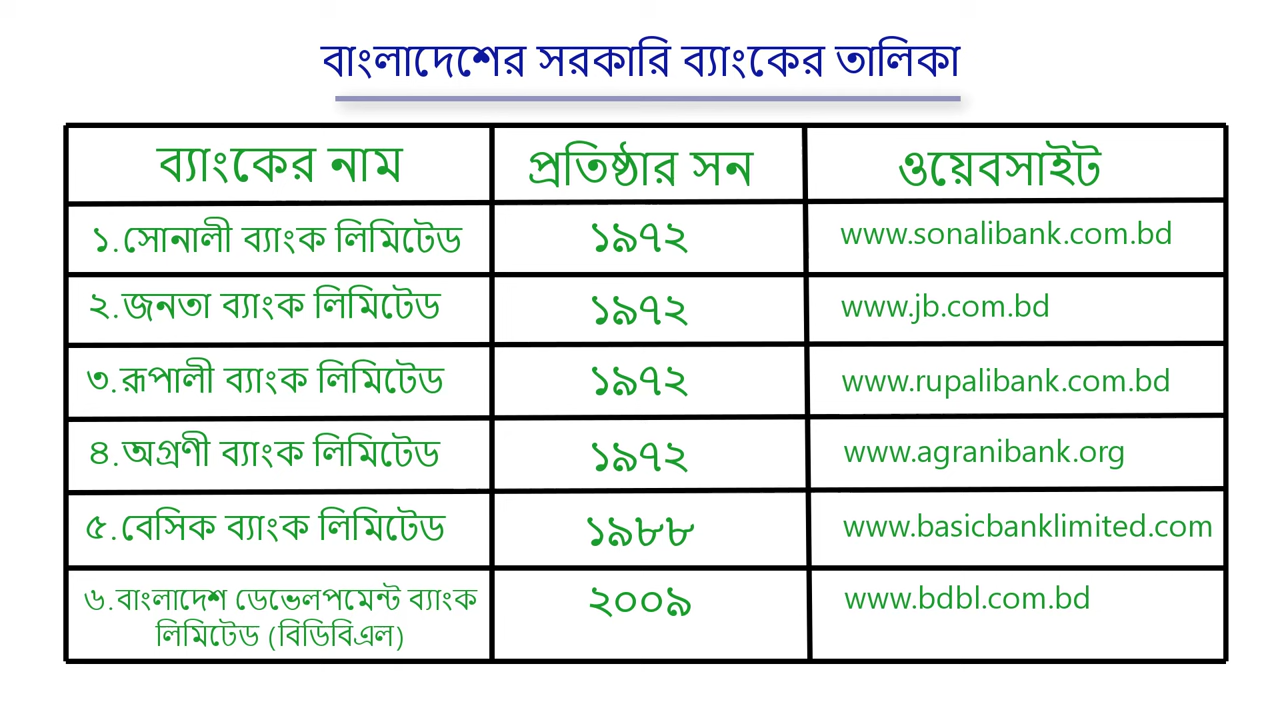 বাংলাদেশের সরকারি ব্যাংকের তালিকা
ব্যাংকের নাম প্রতিষ্ঠার সন ওয়েবসাইট
১.সোনালী ব্যাংক লিমিটেড ১৯৭২ www.sonalibank.com.bd
২.জনতা ব্যাংক লিমিটেড ১৯৭২ www.jb.com.bd
৩.রূপালী ব্যাংক লিমিটেড ১৯৭২ www.rupalibank.com.bd
৪.অগ্রণী ব্যাংক লিমিটেড ১৯৭২ www.agranibank.org
৫.বেসিক ব্যাংক লিমিটেড ১৯৮৮ www.basicbanklimited.com
৬.বাংলাদেশ ডেভেলপমেন্ট ব্যাংক ২০০৯ www.bdbl.com.bd
লিমিটেড (বিডিবিএল)